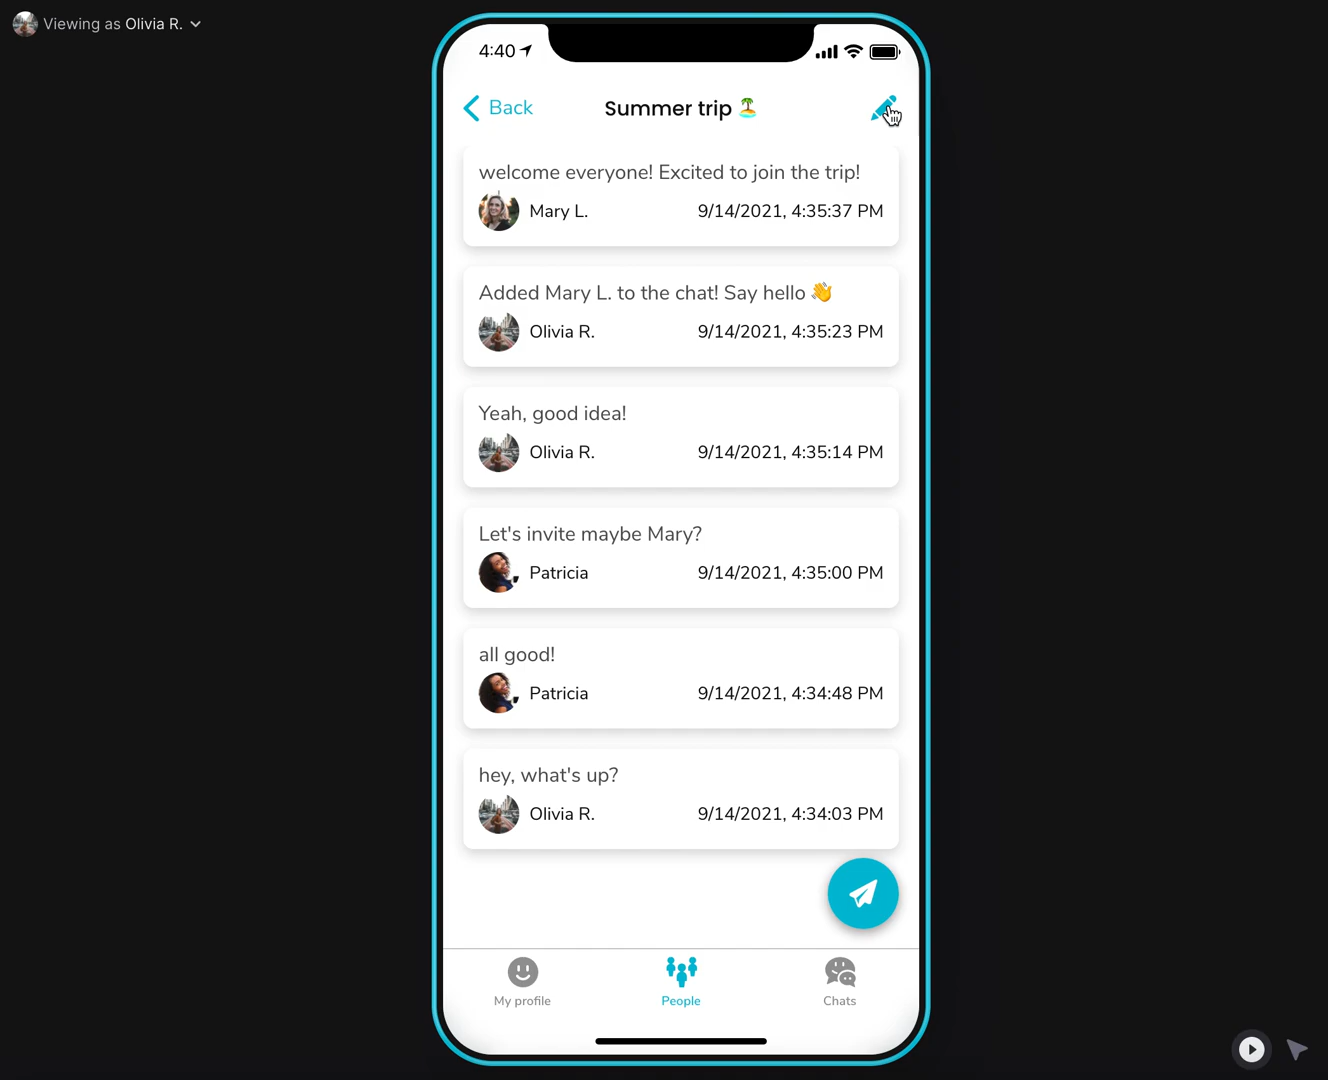 Viewing as Olivia R.
4:40
Back
Summer trip 🏝️
welcome everyone! Excited to join the trip!
Mary L. 9/14/2021, 4:35:37 PM
Added Mary L. to the chat! Say hello 👋
Olivia R. 9/14/2021, 4:35:23 PM
Yeah, good idea!
Olivia R. 9/14/2021, 4:35:14 PM
Let's invite maybe Mary?
Patricia 9/14/2021, 4:35:00 PM
all good!
Patricia 9/14/2021, 4:34:48 PM
hey, what's up?
Olivia R. 9/14/2021, 4:34:03 PM
My profile People Chats